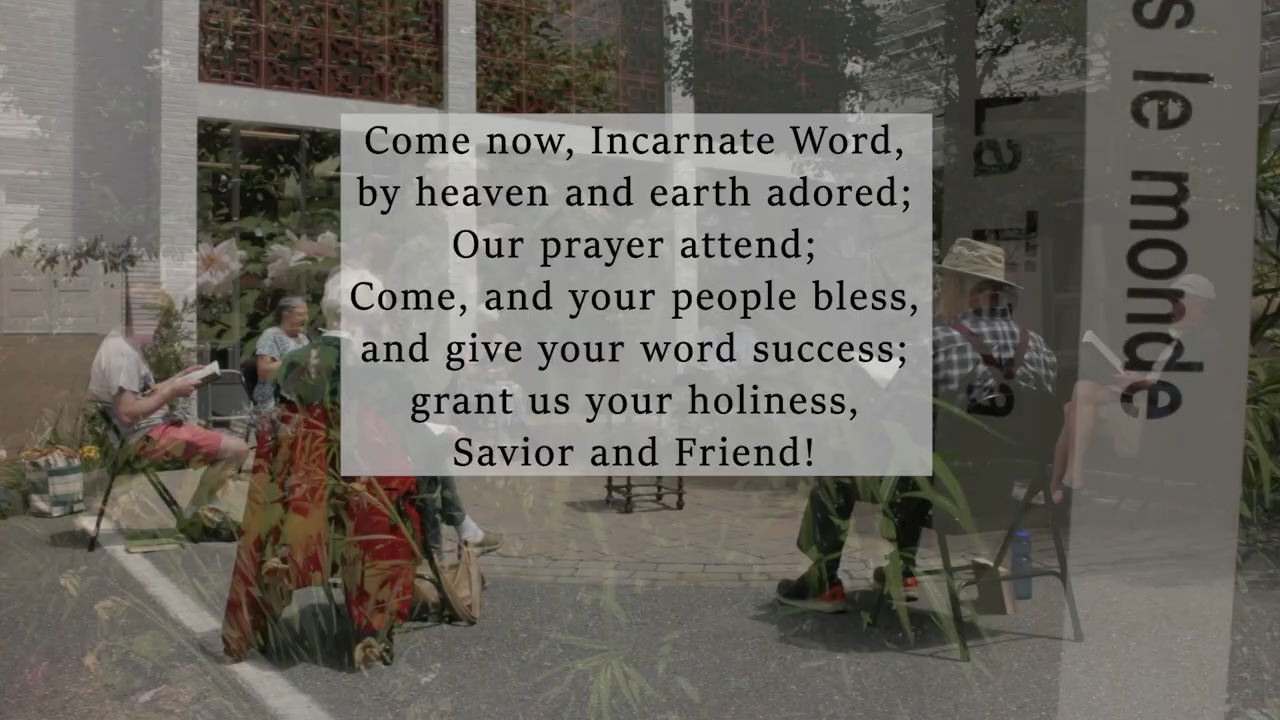 Come now, Incarnate Word,
by heaven and earth adored;
Our prayer attend;
Come, and your people bless,
and give your word success;
grant us your holiness,
Savior and Friend!
s le monde
La